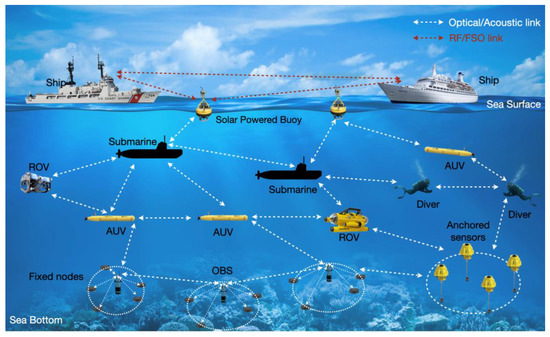 Optical/Acoustic link
RF/FSO link
Ship
Ship
Sea Surface
Solar Powered Buoy
Submarine
AUV
ROV
Submarine
Diver
Diver
AUV
AUV
ROV
Anchored
sensors
Fixed nodes
OBS
Sea Bottom